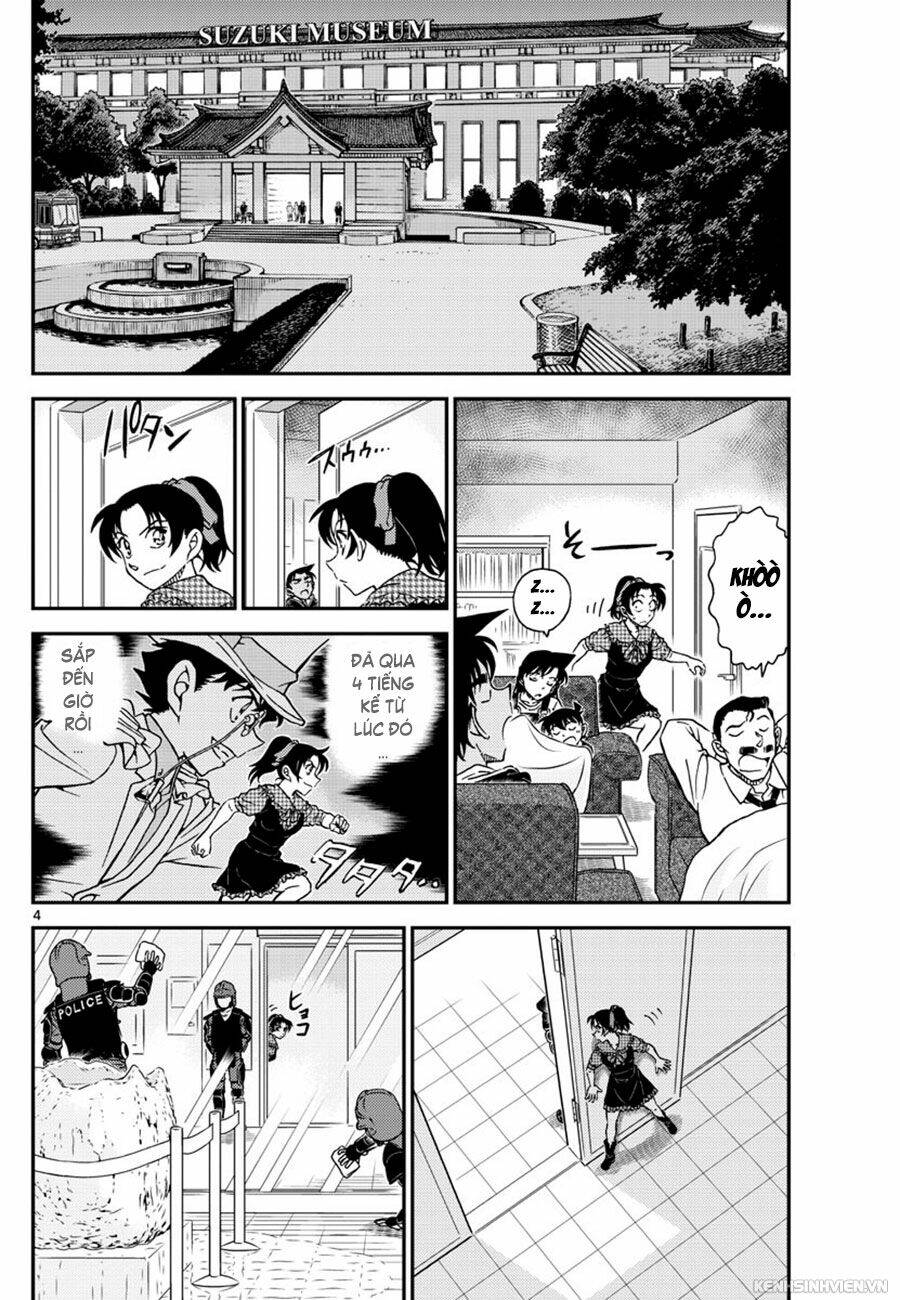 SUZUKI MUSEUM
KHÒÒ
Ò...
Z...
Z...
そーーっ
スゥゥ...
パタン
ĐÃ QUA
4 TIẾNG
KỂ TỪ
LÚC ĐÓ
...
SẮP
ĐẾN
GIỜ
RỒI
...
タタタ...
4
POLICE
ヒョコ
KENHSINHVIEN.VN